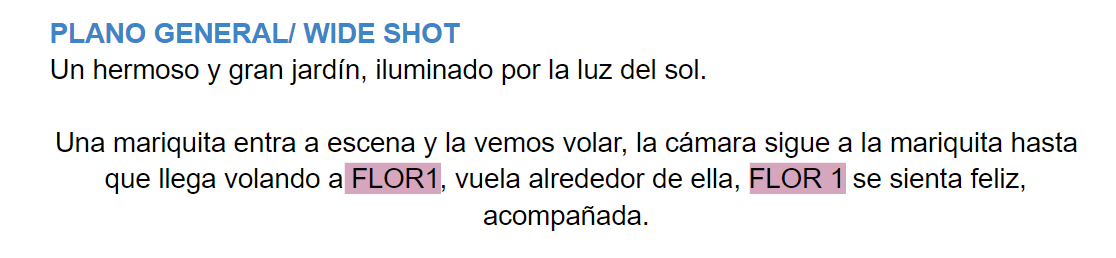 PLANO GENERAL/ WIDE SHOT
Un hermoso y gran jardín, iluminado por la luz del sol.
Una mariquita entra a escena y la vemos volar, la cámara sigue a la mariquita hasta
que llega volando a FLOR1, vuela alrededor de ella, FLOR 1 se sienta feliz,
acompañada.